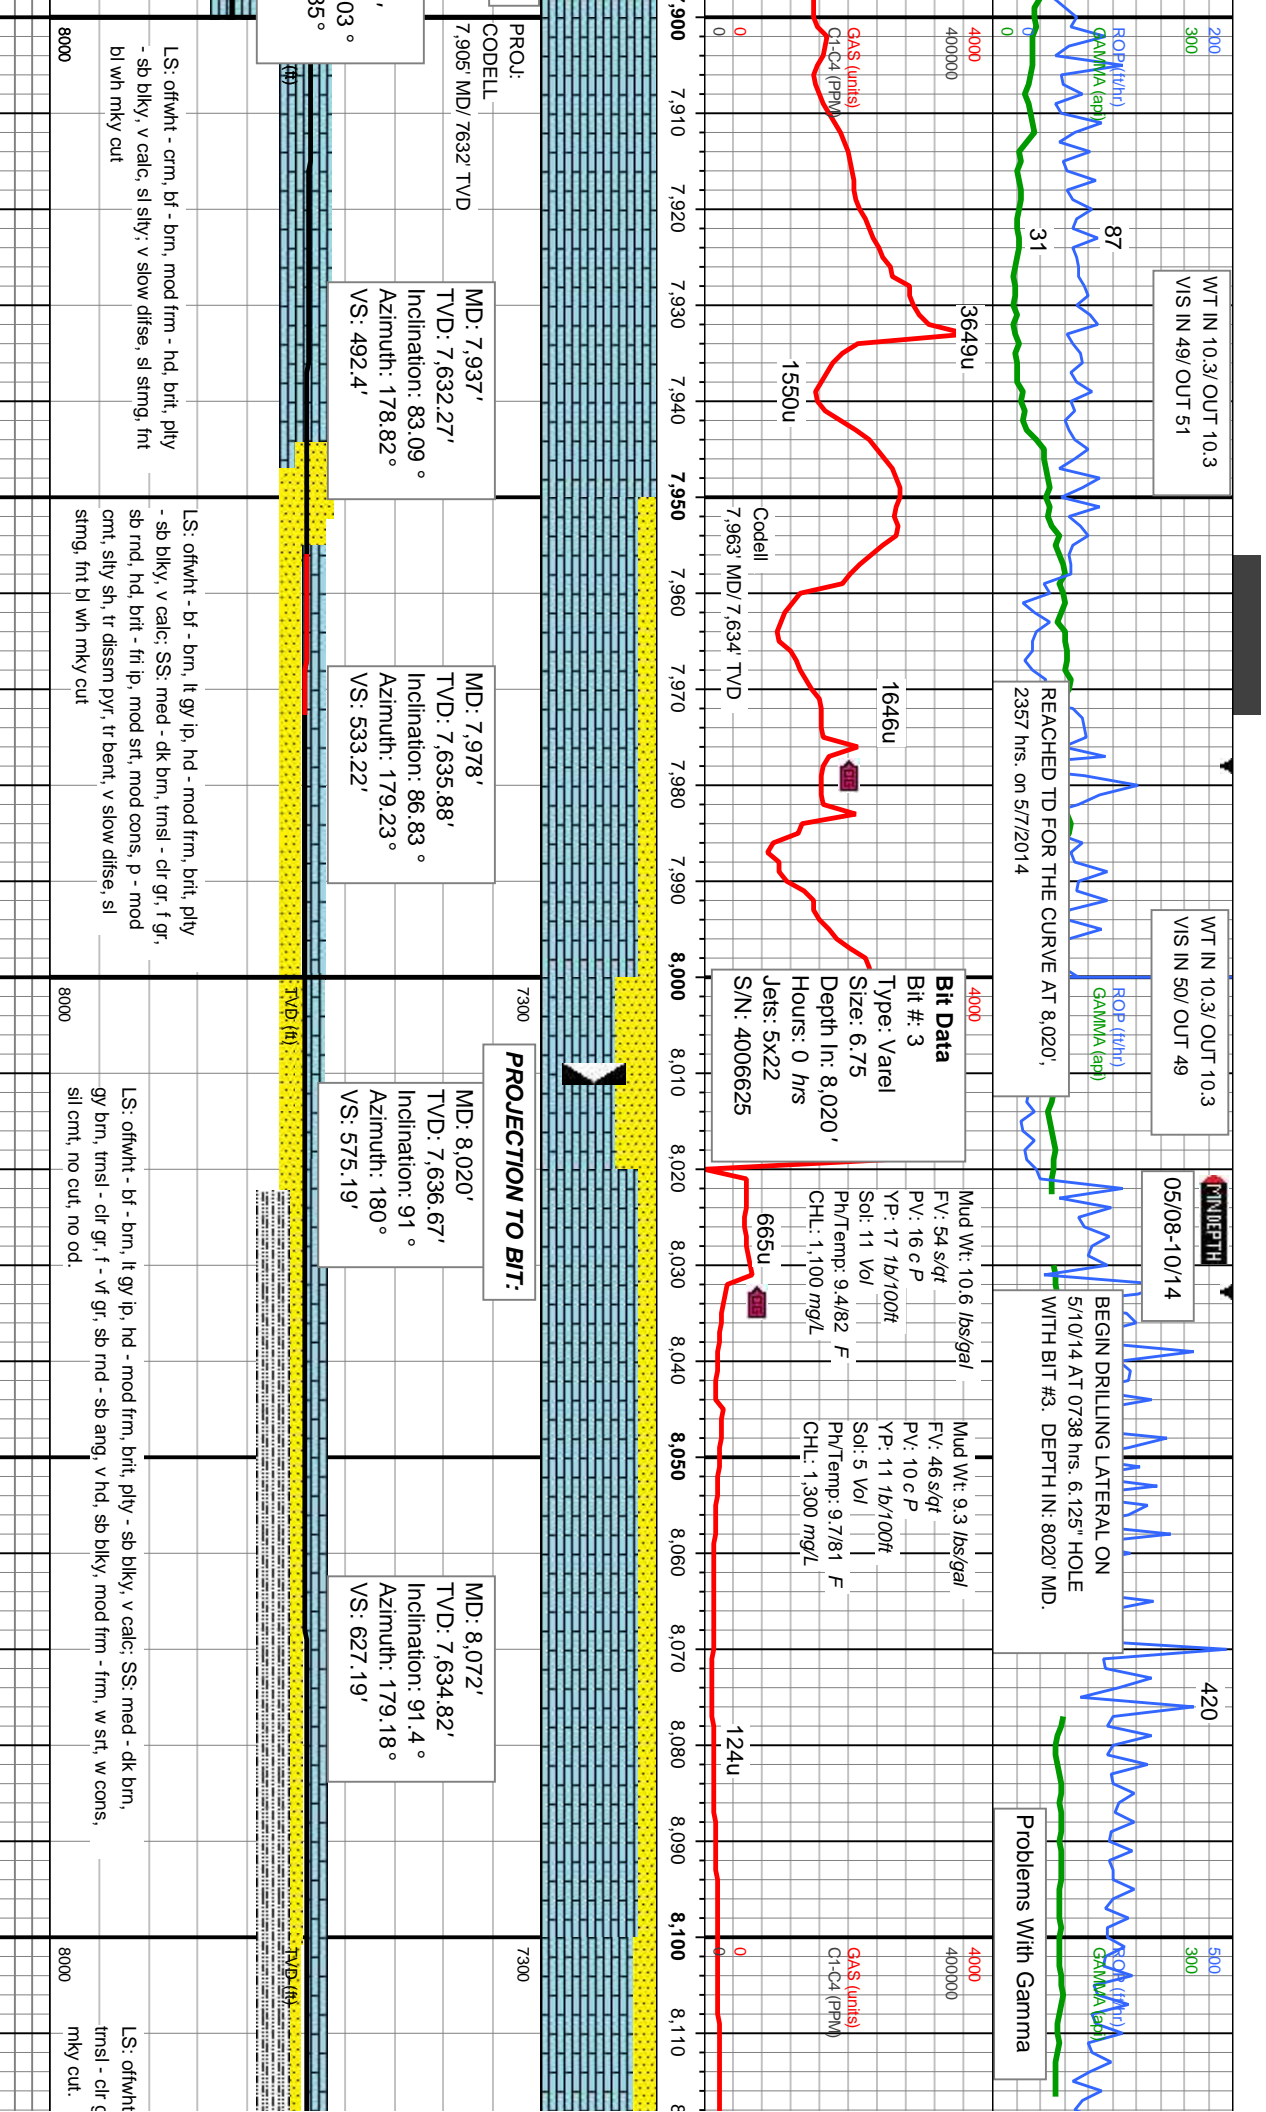 200
300
ROP (ft/hr)
GAMMA (api)
0
0
87
31
WT IN 10.3/ OUT 10.3
VIS IN 49/ OUT 51
REACHED TD FOR THE CURVE AT 8,020';
2357 hrs. on 5/7/2014
WT IN 10.3/ OUT 10.3
VIS IN 50/ OUT 49
ROP (ft/hr)
GAMMA (api)
MNDEPTH
05/08-10/14
BEGIN DRILLING LATERAL ON
5/10/14 AT 0738 hrs. 6.125" HOLE
WITH BIT #3. DEPTH IN: 8020' MD.
420
Problems With Gamma
500
300
ROP (ft/hr)
GAMMA (api)
4000
400000
GAS (units)
C1-C4 (PPM)
0
0
3649u
1550u
Codell
7,963' MD/ 7,634' TVD
1646u
4000
Bit Data
Bit #: 3
Type: Varel
Size: 6.75
Depth In: 8,020'
Hours: 0 hrs
Jets: 5x22
S/N: 4006625
665u
Mud Wt: 10.6 lbs/gal
FV: 54 s/qt
PV: 16 c P
YP: 17 1b/100ft
Sol: 11 Vol
Ph/Temp: 9.4/82 F
CHL: 1,100 mg/L
Mud Wt: 9.3 lbs/gal
FV: 46 s/qt
PV: 10 c P
YP: 11 1b/100ft
Sol: 5 Vol
Ph/Temp: 9.7/81 F
CHL: 1,300 mg/L
124u
4000
400000
GAS (units)
C1-C4 (PPM)
0
0
7,900 7,910 7,920 7,930 7,940 7,950 7,960 7,970 7,980 7,990 8,000 8,010 8,020 8,030 8,040 8,050 8,060 8,070 8,080 8,090 8,100 8,110
PROJ:
CODELL
7,905' MD/ 7632' TVD
03 °
35 °
MD: 7,937'
TVD: 7,632.27'
Inclination: 83.09 °
Azimuth: 178.82°
VS: 492.4'
MD: 7,978'
TVD: 7,635.88'
Inclination: 86.83 °
Azimuth: 179.23°
VS: 533.22'
7300
PROJECTION TO BIT:
MD: 8,020'
TVD: 7,636.67'
Inclination: 91 °
Azimuth: 180°
VS: 575.19'
MD: 8,072'
TVD: 7,634.82'
Inclination: 91.4 °
Azimuth: 179.18°
VS: 627.19'
7300
TVD (ft)
TVD (ft)
8000
LS: offwht - crm, bf - brn, mod frm - hd, brit, plty
- sb blky, v calc, sl slty; v slow difse, sl stmg, fnt
bl wh mky cut
LS: offwht - bf - brn, lt gy ip, hd - mod frm, brit, plty
- sb blky, v calc; SS: med - dk brn, trnsl - clr gr, f gr,
sb rnd, hd, brit - fri ip, mod srt, mod cons, p - mod
cmt, slty sh, tr dissm pyr, tr bent, v slow difse, sl
stmg, fnt bl wh mky cut
8000
LS: offwht - bf - brn, lt gy ip, hd - mod frm, brit, plty - sb blky, v calc; SS: med - dk brn,
gy brn, trnsl - clr gr, f - vf gr, sb rnd - sb ang, v hd, sb blky, mod frm - frm, w srt, w cons,
sil cmt, no cut, no od.
8000
LS: offwht
trnsl - clr g
mky cut.